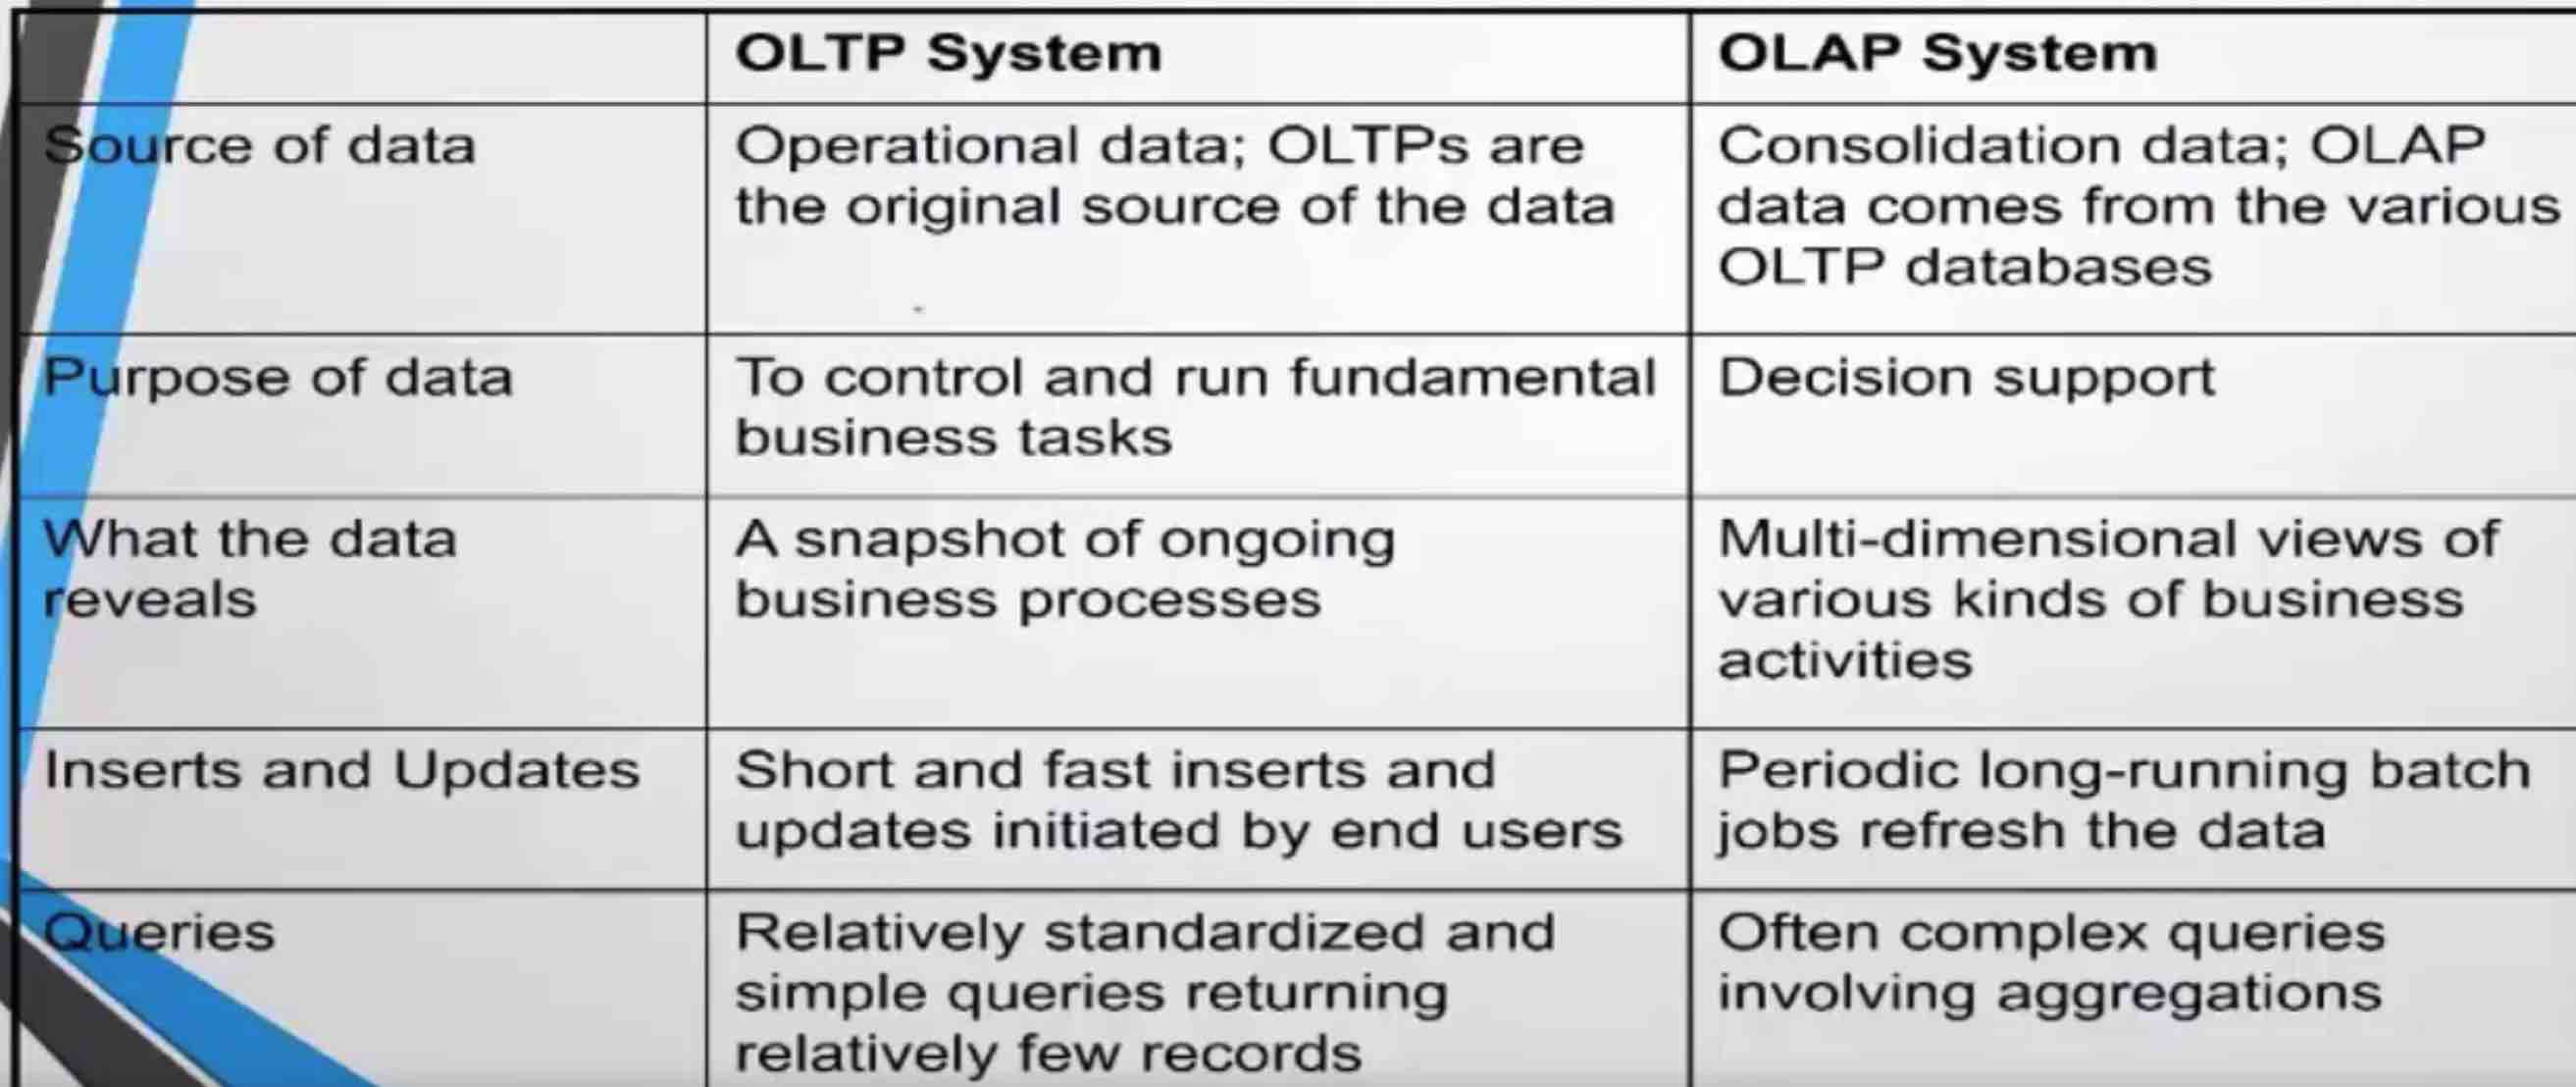 OLTP System
OLAP System
Source of data
Operational data; OLTPs are
the original source of the data
Consolidation data; OLAP
data comes from the various
OLTP databases
Purpose of data
To control and run fundamental
business tasks
Decision support
What the data
reveals
A snapshot of ongoing
business processes
Multi-dimensional views of
various kinds of business
activities
Inserts and Updates
Short and fast inserts and
updates initiated by end users
Periodic long-running batch
jobs refresh the data
Queries
Relatively standardized and
simple queries returning
relatively few records
Often complex queries
involving aggregations